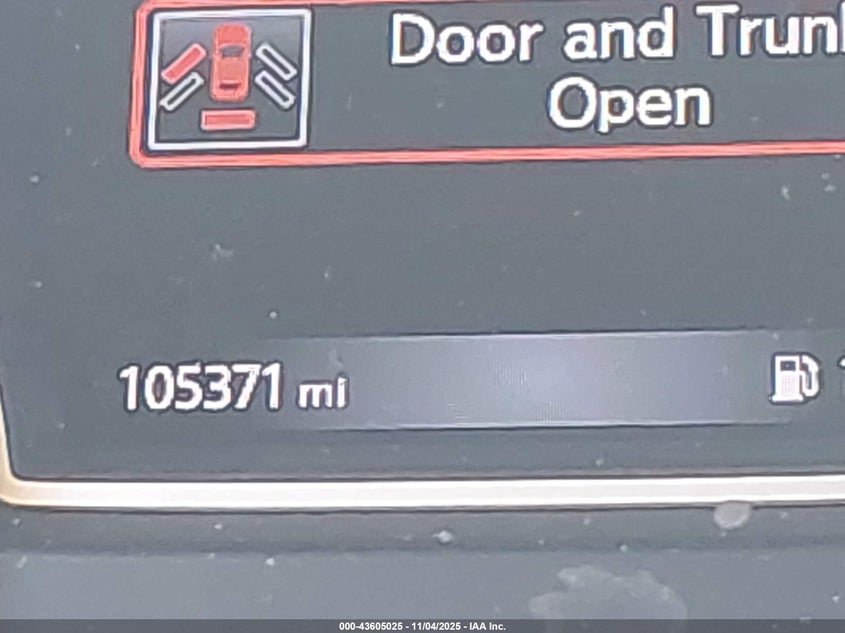 Door and Trunk
Open
105371 mi
000-43605025 - 11/04/2025 - IAA Inc.